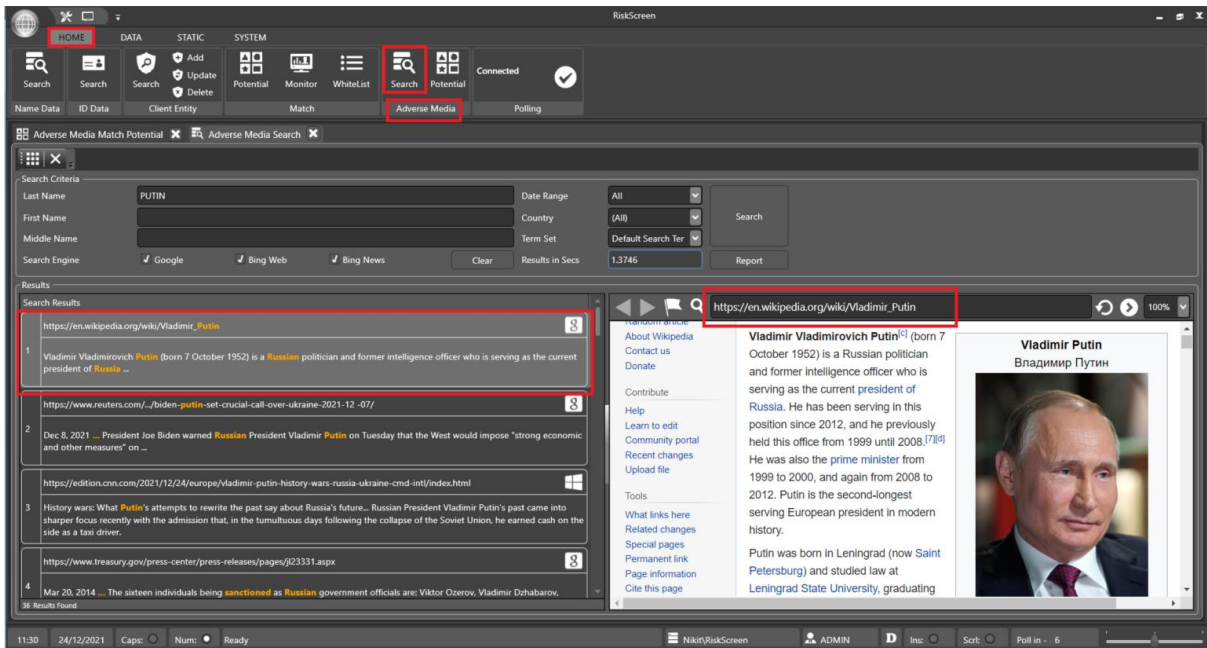 RiskScreen
HOME DATA STATIC SYSTEM
Search
Name Data
Search
ID Data
Search
Add
Update
Delete
Client Entity
Potential
Monitor
WhiteList
Match
Search
Potential
Adverse Media
Connected
Polling
Adverse Media Match Potential
Adverse Media Search
Search Criteria
Last Name PUTIN Date Range All
First Name Country (All) Search
Middle Name Term Set Default Search Ter
Search Engine Google Bing Web Bing News Clear Results in Secs 1.3746 Report
Results
Search Results
https://en.wikipedia.org/wiki/Vladimir_Putin
1
Vladimir Vladimirovich Putin (born 7 October 1952) is a Russian politician and former intelligence officer who is serving as the current
president of Russia ...
https://www.reuters.com/.../biden-putin-set-crucial-call-over-ukraine-2021-12 -07/
2
Dec 8, 2021 ... President Joe Biden warned Russian President Vladimir Putin on Tuesday that the West would impose "strong economic
and other measures" on ...
https://edition.cnn.com/2021/12/24/europe/vladimir-putin-history-wars-russia-ukraine-cmd-intl/index.html
3
History wars: What Putin's attempts to rewrite the past say about Russia's future... Russian President Vladimir Putin's past came into
sharper focus recently with the admission that, in the tumultuous days following the collapse of the Soviet Union, he earned cash on the
side as a taxi driver.
https://www.treasury.gov/press-center/press-releases/pages/jl23331.aspx
4
Mar 20, 2014 ... The sixteen individuals being sanctioned as Russian government officials are: Viktor Ozerov, Vladimir Dzhabarov,
36 Results Found
https://en.wikipedia.org/wiki/Vladimir_Putin
100%
Random article
About Wikipedia
Contact us
Donate
Contribute
Help
Learn to edit
Community portal
Recent changes
Upload file
Tools
What links here
Related changes
Special pages
Permanent link
Page information
Cite this page
Vladimir Vladimirovich Putin[c] (born 7
October 1952) is a Russian politician
and former intelligence officer who is
serving as the current president of
Russia. He has been serving in this
position since 2012, and he previously
held this office from 1999 until 2008.[7][d]
He was also the prime minister from
1999 to 2000, and again from 2008 to
2012. Putin is the second-longest
serving European president in modern
history.
Putin was born in Leningrad (now Saint
Petersburg) and studied law at
Leningrad State University, graduating
Vladimir Putin
Владимир Путин
11:30 24/12/2021 Caps: Num: Ready Nikit\RiskScreen ADMIN D Ins: Scrl: Poll in - 6